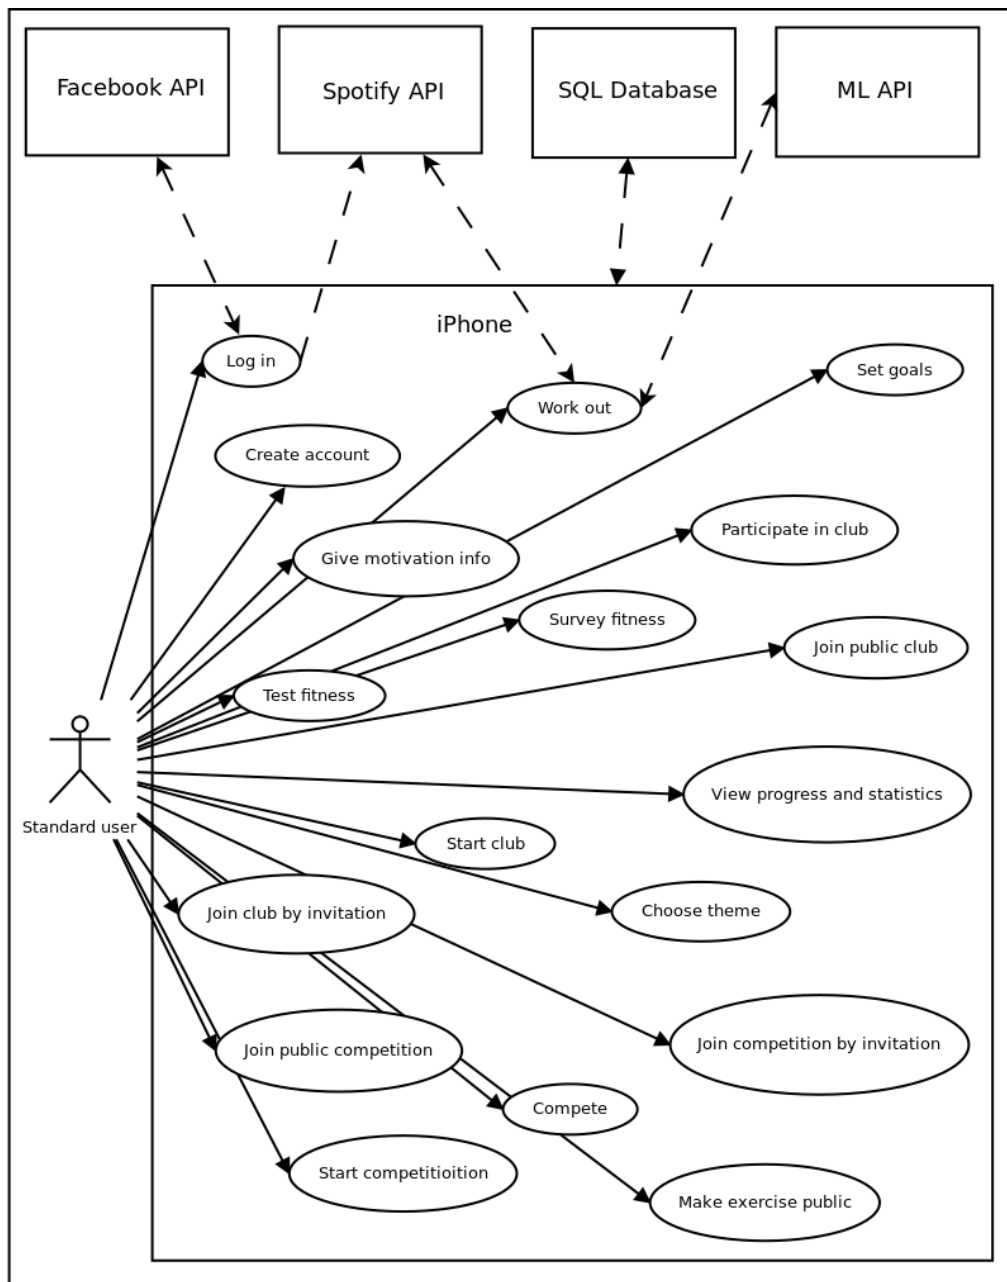 Facebook API
Spotify API
SQL Database
ML API
iPhone
Log in
Set goals
Work out
Create account
Participate in club
Give motivation info
Survey fitness
Join public club
Test fitness
View progress and statistics
Standard user
Start club
Choose theme
Join club by invitation
Join competition by invitation
Join public competition
Compete
Start competitioition
Make exercise public